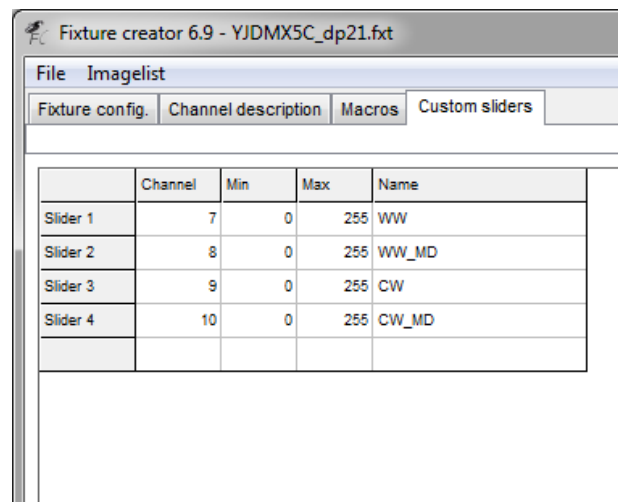 Fixture creator 6.9 - YJDMX5C_dp21.fxt
File Imagelist
Fixture config. Channel description Macros Custom sliders
Channel Min Max Name
Slider 1 7 0 255 WW
Slider 2 8 0 255 WW_MD
Slider 3 9 0 255 CW
Slider 4 10 0 255 CW_MD